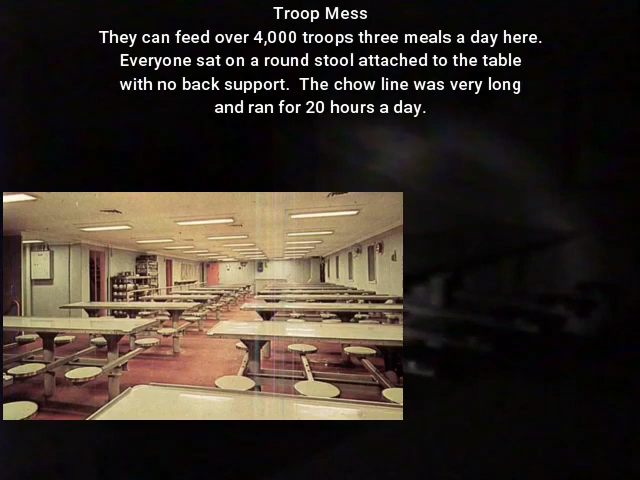 Troop Mess
They can feed over 4,000 troops three meals a day here.
Everyone sat on a round stool attached to the table
with no back support.  The chow line was very long
and ran for 20 hours a day.